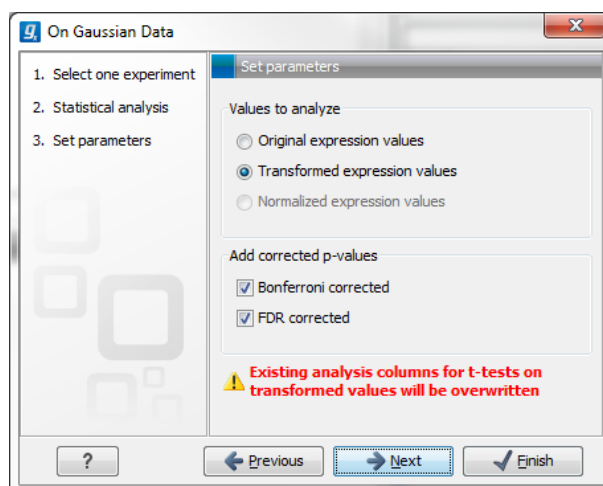 On Gaussian Data
1. Select one experiment
2. Statistical analysis
3. Set parameters
Set parameters
Values to analyze
Original expression values
Transformed expression values
Normalized expression values
Add corrected p-values
Bonferroni corrected
FDR corrected
Existing analysis columns for t-tests on
transformed values will be overwritten
?
Previous
Next
Finish